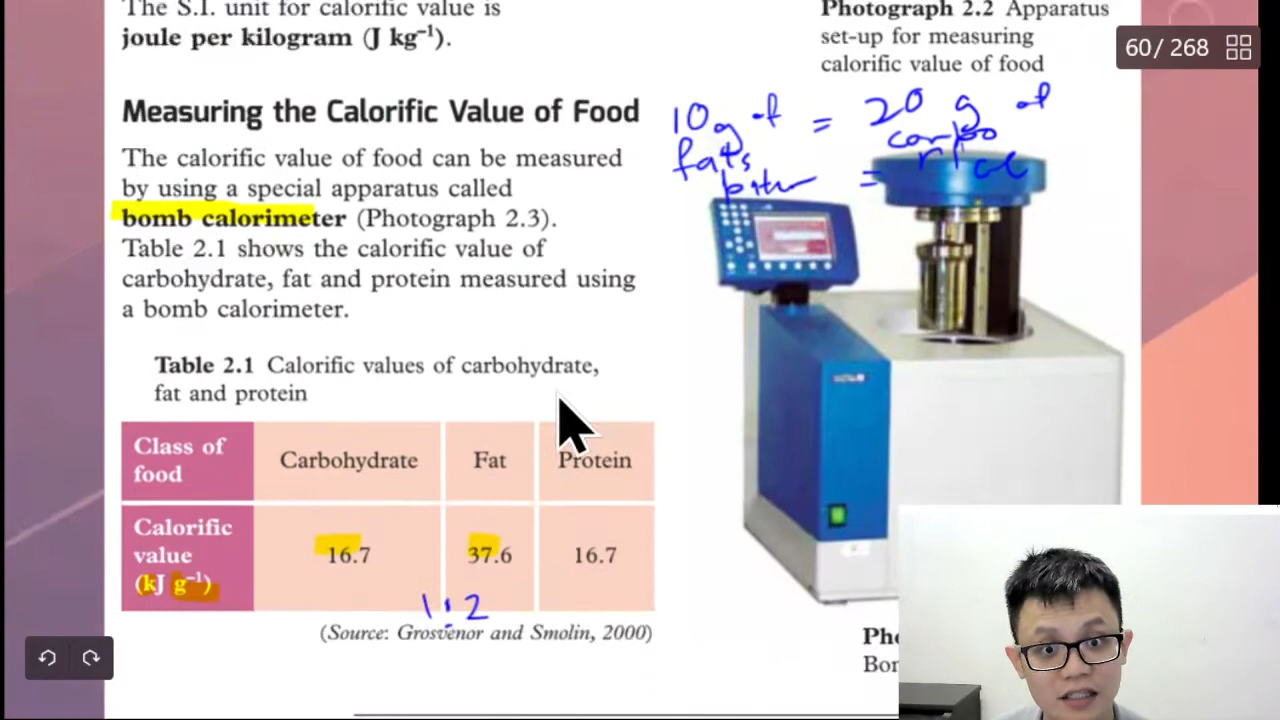 The S.I. unit for calorific value is
joule per kilogram (J kg⁻¹).
Measuring the Calorific Value of Food
The calorific value of food can be measured
by using a special apparatus called
bomb calorimeter (Photograph 2.3).
Table 2.1 shows the calorific value of
carbohydrate, fat and protein measured using
a bomb calorimeter.
Table 2.1 Calorific values of carbohydrate,
fat and protein
Class of
food
Carbohydrate
Fat
Protein
Calorific
value
(kJ g⁻¹)
16.7
37.6
16.7
1:2
(Source: Grosvenor and Smolin, 2000)
Photograph 2.2 Apparatus
set-up for measuring
calorific value of food
60/ 268
10g of = 20 g of
fats carbo
= rice
Pho
Bo